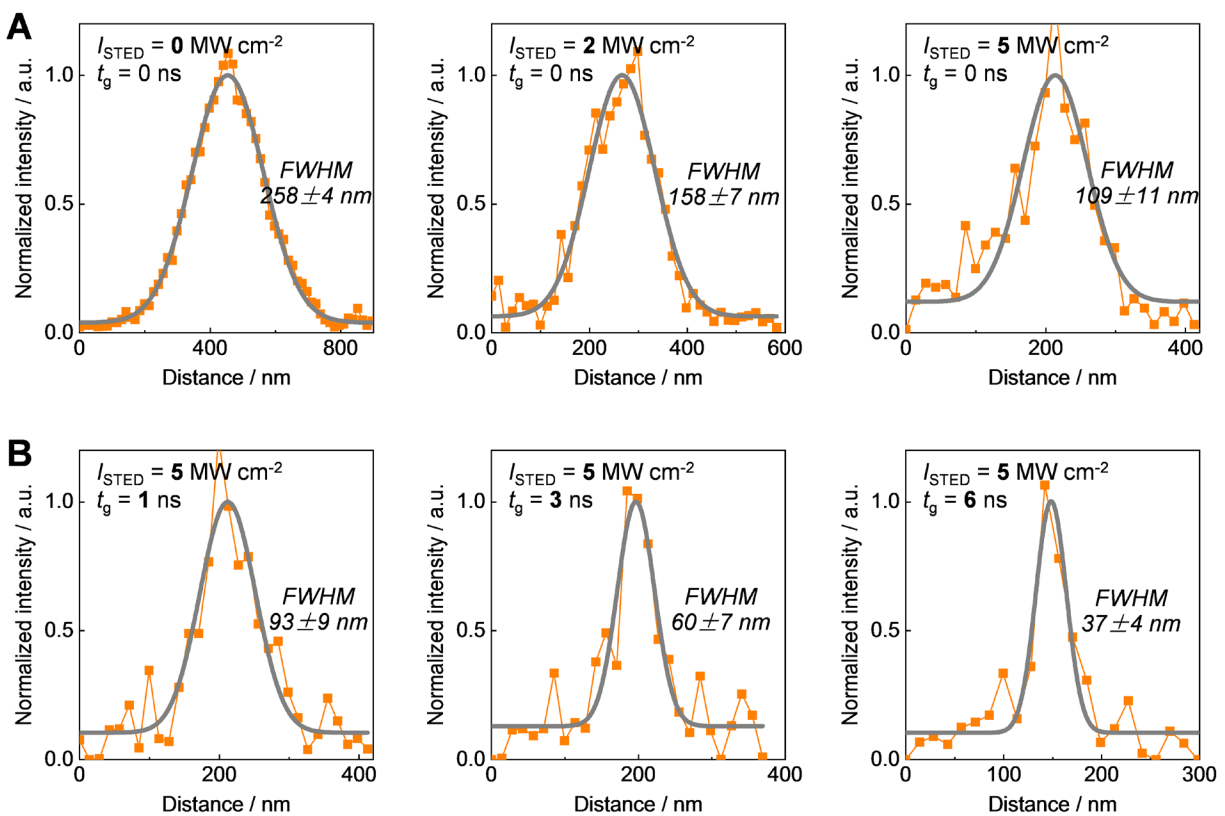 A
I_STED = 0 MW cm-2
t_g = 0 ns
FWHM
258±4 nm
Normalized intensity / a.u.
1.0
0.5
0.0
0 400 800
Distance / nm
I_STED = 2 MW cm-2
t_g = 0 ns
FWHM
158±7 nm
Normalized intensity / a.u.
1.0
0.5
0.0
0 200 400 600
Distance / nm
I_STED = 5 MW cm-2
t_g = 0 ns
FWHM
109±11 nm
Normalized intensity / a.u.
1.0
0.5
0.0
0 200 400
Distance / nm
B
I_STED = 5 MW cm-2
t_g = 1 ns
FWHM
93±9 nm
Normalized intensity / a.u.
1.0
0.5
0.0
0 200 400
Distance / nm
I_STED = 5 MW cm-2
t_g = 3 ns
FWHM
60±7 nm
Normalized intensity / a.u.
1.0
0.5
0.0
0 200 400
Distance / nm
I_STED = 5 MW cm-2
t_g = 6 ns
FWHM
37±4 nm
Normalized intensity / a.u.
1.0
0.5
0.0
0 100 200 300
Distance / nm